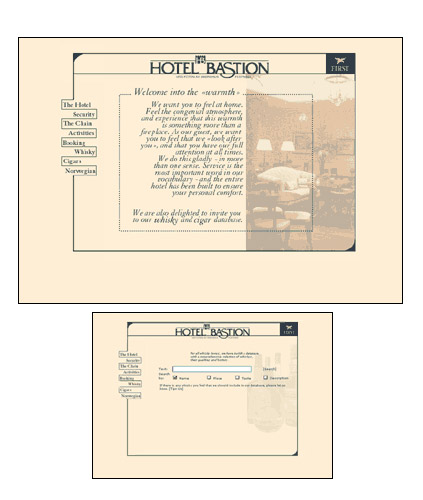 HOTEL BASTION
FIRST
Welcome into the «warmth»
The Hotel
Security
The Chain
Activities
Booking
Whisky
Cigars
Norwegian
We want you to feel at home.
Feel the congenial atmosphere,
and experience that this warmth
is something more than a
fireplace. As our guest, we want
you to feel that we «look after
you», and that you have our full
attention at all times.
We do this gladly - in more
than one sense. Service is the
most important word in our
vocabulary - and the entire
hotel has been built to ensure
your personal comfort.
We are also delighted to invite you
to our whisky and cigar database.
HOTEL BASTION
FIRST
The Hotel
Security
The Chain
Activities
Booking
Whisky
Cigars
Norwegian
Text:
[Search]
Search
for:
Name
Place
Taste
Description